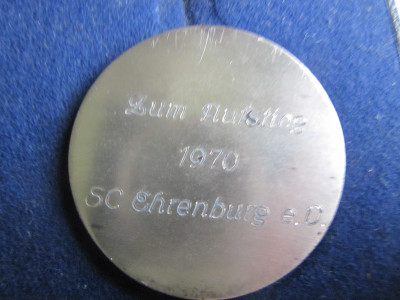 Zum Aufstieg
1970
SC Ehrenburg e.V.